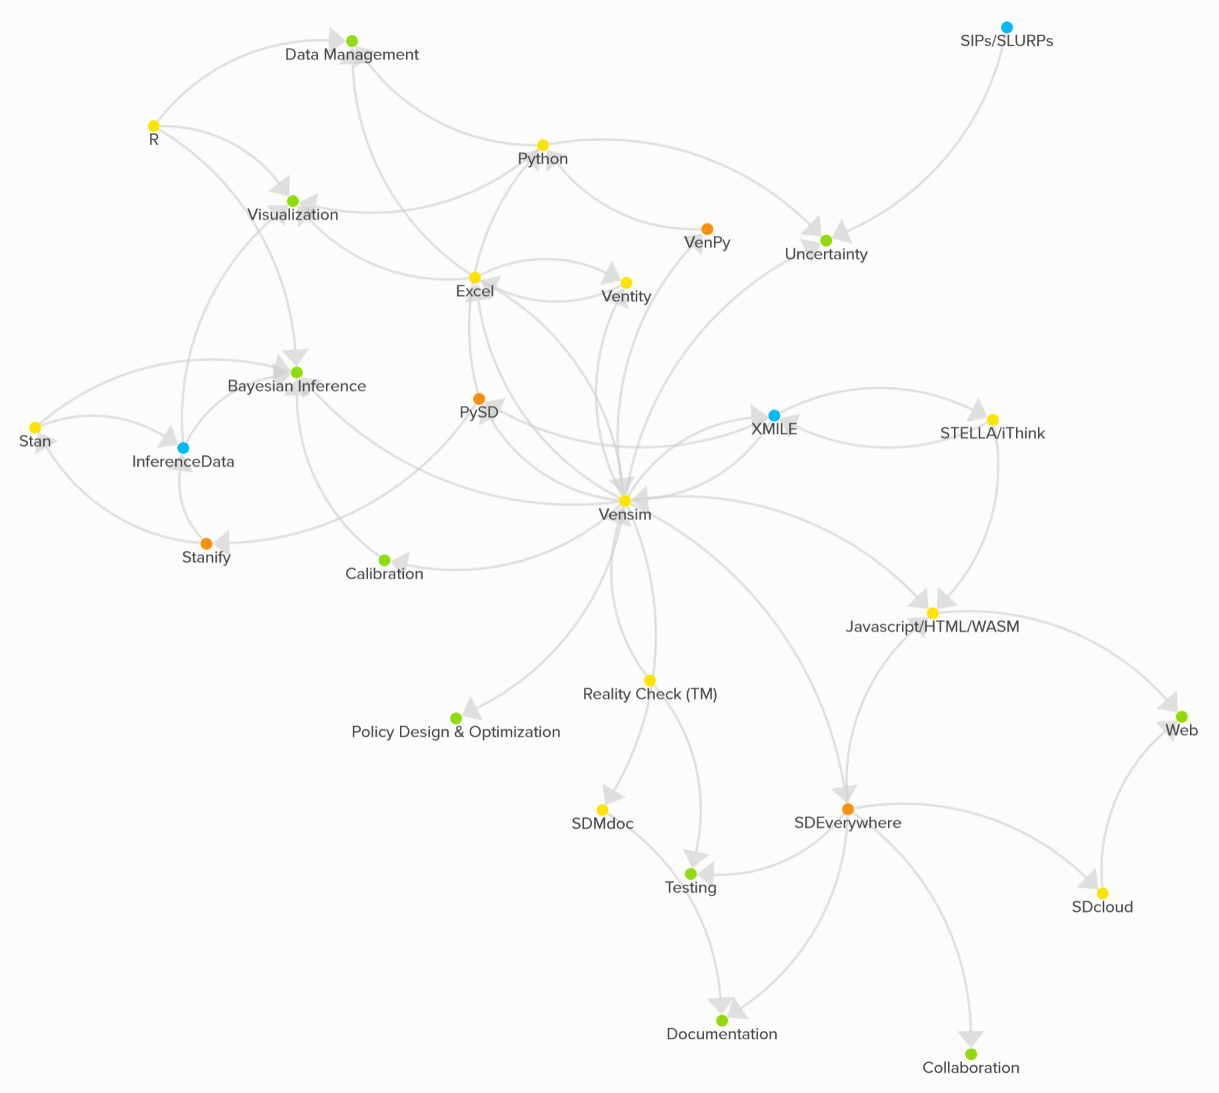 SIPs/SLURPs
Data Management
R
Python
Visualization
VenPy
Uncertainty
Excel
Ventity
Bayesian Inference
PySD
XMILE
STELLA/iThink
Stan
InferenceData
Vensim
Stanify
Calibration
Javascript/HTML/WASM
Reality Check (TM)
Policy Design & Optimization
Web
SDMdoc
SDEverywhere
Testing
SDcloud
Documentation
Collaboration